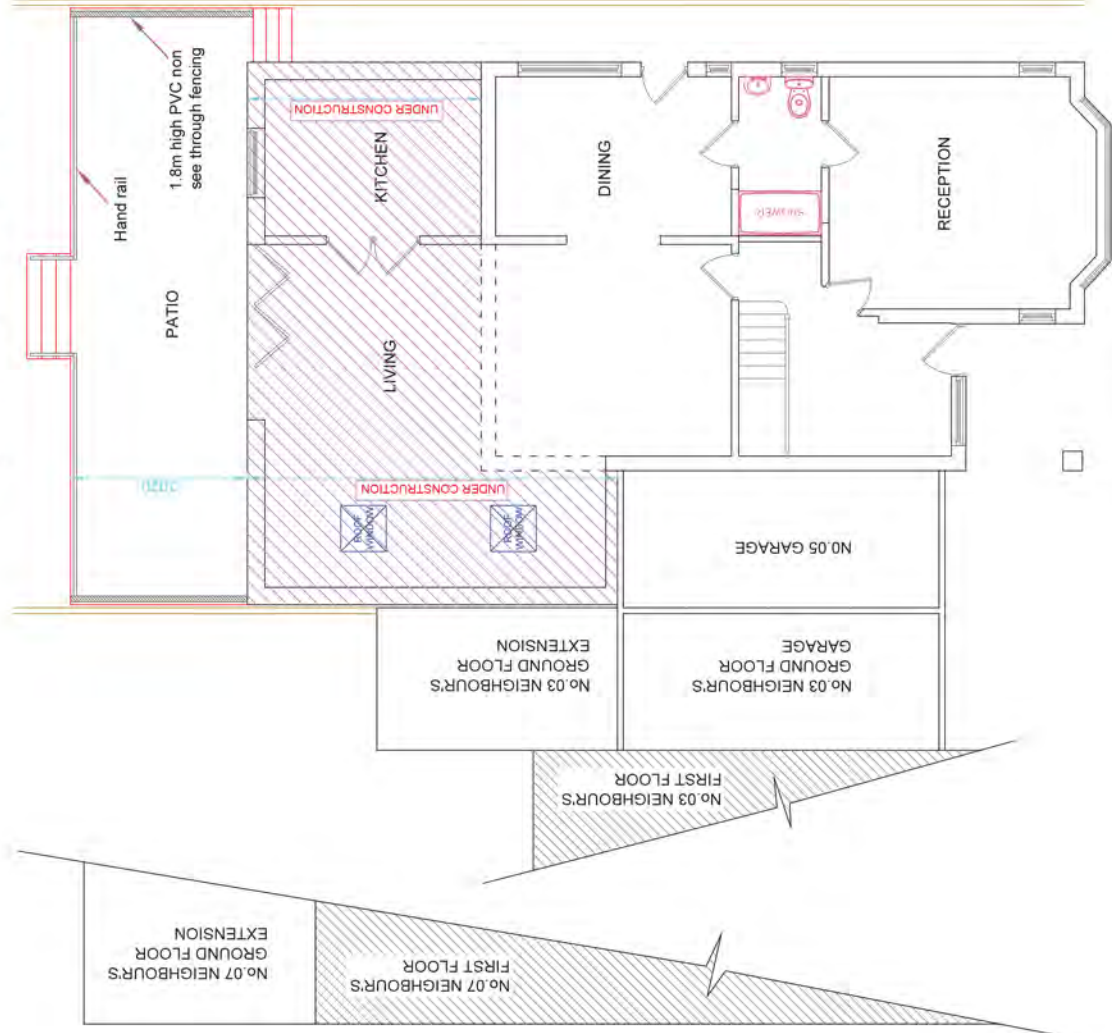 1.8m high PVC non
see through fencing
Hand rail
PATIO
UNDER CONSTRUCTION
KITCHEN
DINING
SHOWER
RECEPTION
LIVING
UNDER CONSTRUCTION
ROOF
WINDOW
ROOF
WINDOW
N0.05 GARAGE
No.03 NEIGHBOUR'S
GROUND FLOOR
EXTENSION
No.03 NEIGHBOUR'S
GROUND FLOOR
GARAGE
No.03 NEIGHBOUR'S
FIRST FLOOR
No.07 NEIGHBOUR'S
GROUND FLOOR
EXTENSION
No.07 NEIGHBOUR'S
FIRST FLOOR